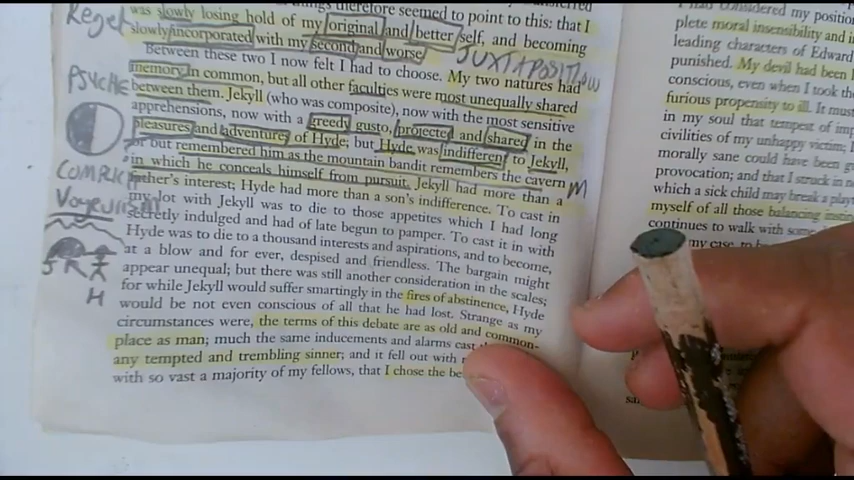 things therefore seemed to point to this: that I
was slowly losing hold of my original and better self, and becoming
slowly incorporated with my second and worse
Between these two I now felt I had to choose. My two natures had
memory in common, but all other faculties were most unequally shared
between them. Jekyll (who was composite), now with the most sensitive
apprehensions, now with a greedy gusto, projected and shared in the
pleasures and adventures of Hyde; but Hyde was indifferent to Jekyll,
or but remembered him as the mountain bandit remembers the cavern
in which he conceals himself from pursuit. Jekyll had more than a
father's interest; Hyde had more than a son's indifference. To cast in
my lot with Jekyll was to die to those appetites which I had long
secretly indulged and had of late begun to pamper. To cast it in with
Hyde was to die to a thousand interests and aspirations, and to become,
at a blow and for ever, despised and friendless. The bargain might
appear unequal; but there was still another consideration in the scales;
for while Jekyll would suffer smartingly in the fires of abstinence, Hyde
would be not even conscious of all that he had lost. Strange as my
circumstances were, the terms of this debate are as old and common-
place as man; much the same inducements and alarms cast
any tempted and trembling sinner; and it fell out with
with so vast a majority of my fellows, that I chose the
Regret
JUXTAPOSITION
PSYCHE
Voyeurism
M
J
H
had considered my position
plete moral insensibility and
leading characters of Edward
punished. My devil had been
conscious, even when I took the
furious propensity to ill. It must
in my soul that tempest of
civilities of my unhappy victim; I
morally sane could have been
provocation; and that I struck in
which a sick child may break a
myself of all those balancing
continues to walk with some
my case, to